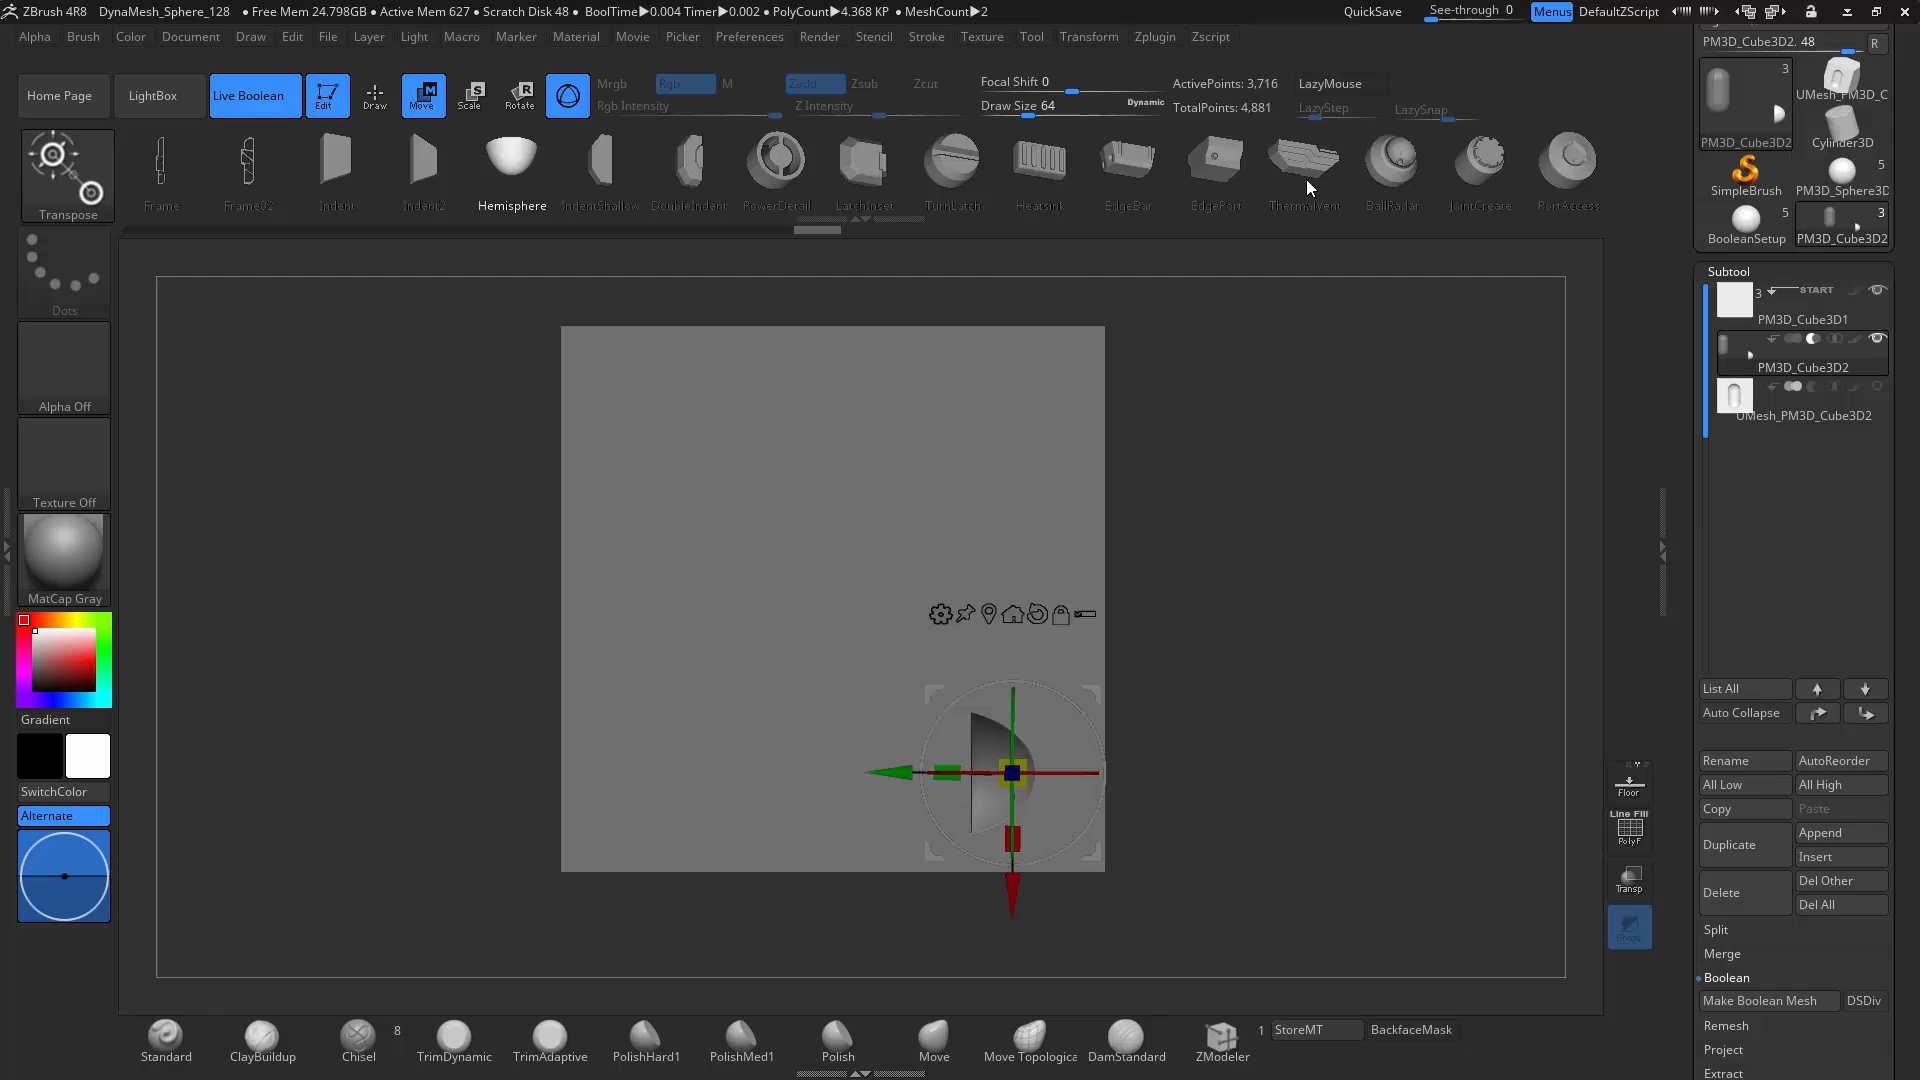 ZBrush 4R8 DynaMesh_Sphere_128 • Free Mem 24.798GB • Active Mem 627 • Scratch Disk 48 • BoolTime▶0.004 Timer▶0.002 • PolyCount▶4.368 KP • MeshCount▶2 QuickSave See-through 0 Menus DefaultZScript
Alpha Brush Color Document Draw Edit File Layer Light Macro Marker Material Movie Picker Preferences Render Stencil Stroke Texture Tool Transform Zplugin Zscript
Home Page LightBox Live Boolean Edit Draw Move Scale Rotate
Mrgb Rgb M Zadd Zsub Zcut
Rgb Intensity Z Intensity
Focal Shift 0 ActivePoints: 3,716 LazyMouse
Draw Size 64 Dynamic TotalPoints: 4,881 LazyStep LazySnap
Transpose Frame Frame02 Indent Indent2 Hemisphere IndentShallow DoubleIndent PowerDetail LatchInset TurnLatch Heatsink EdgeBar EdgePort ThermalVent BallRadar JointCreate PortAccess
Dots
Alpha Off
Texture Off
MatCap Gray
Gradient
SwitchColor
Alternate
PM3D_Cube3D2. 48 R
3
PM3D_Cube3D2
UMesh_PM3D_C
Cylinder3D
SimpleBrush
5
PM3D_Sphere3D
5
BooleanSetup
3
PM3D_Cube3D2
Subtool
3 START
PM3D_Cube3D1
PM3D_Cube3D2
UMesh_PM3D_Cube3D2
List All
Auto Collapse
Rename AutoReorder
All Low All High
Copy Paste
Duplicate Append
Insert
Delete Del Other
Del All
Split
Merge
Boolean
Make Boolean Mesh DSDiv
Remesh
Project
Extract
Floor
Line Fill
PolyF
Transp
Ghost
Standard ClayBuildup Chisel 8 TrimDynamic TrimAdaptive PolishHard1 PolishMed1 Polish Move Move Topologica DamStandard ZModeler 1 StoreMT BackfaceMask